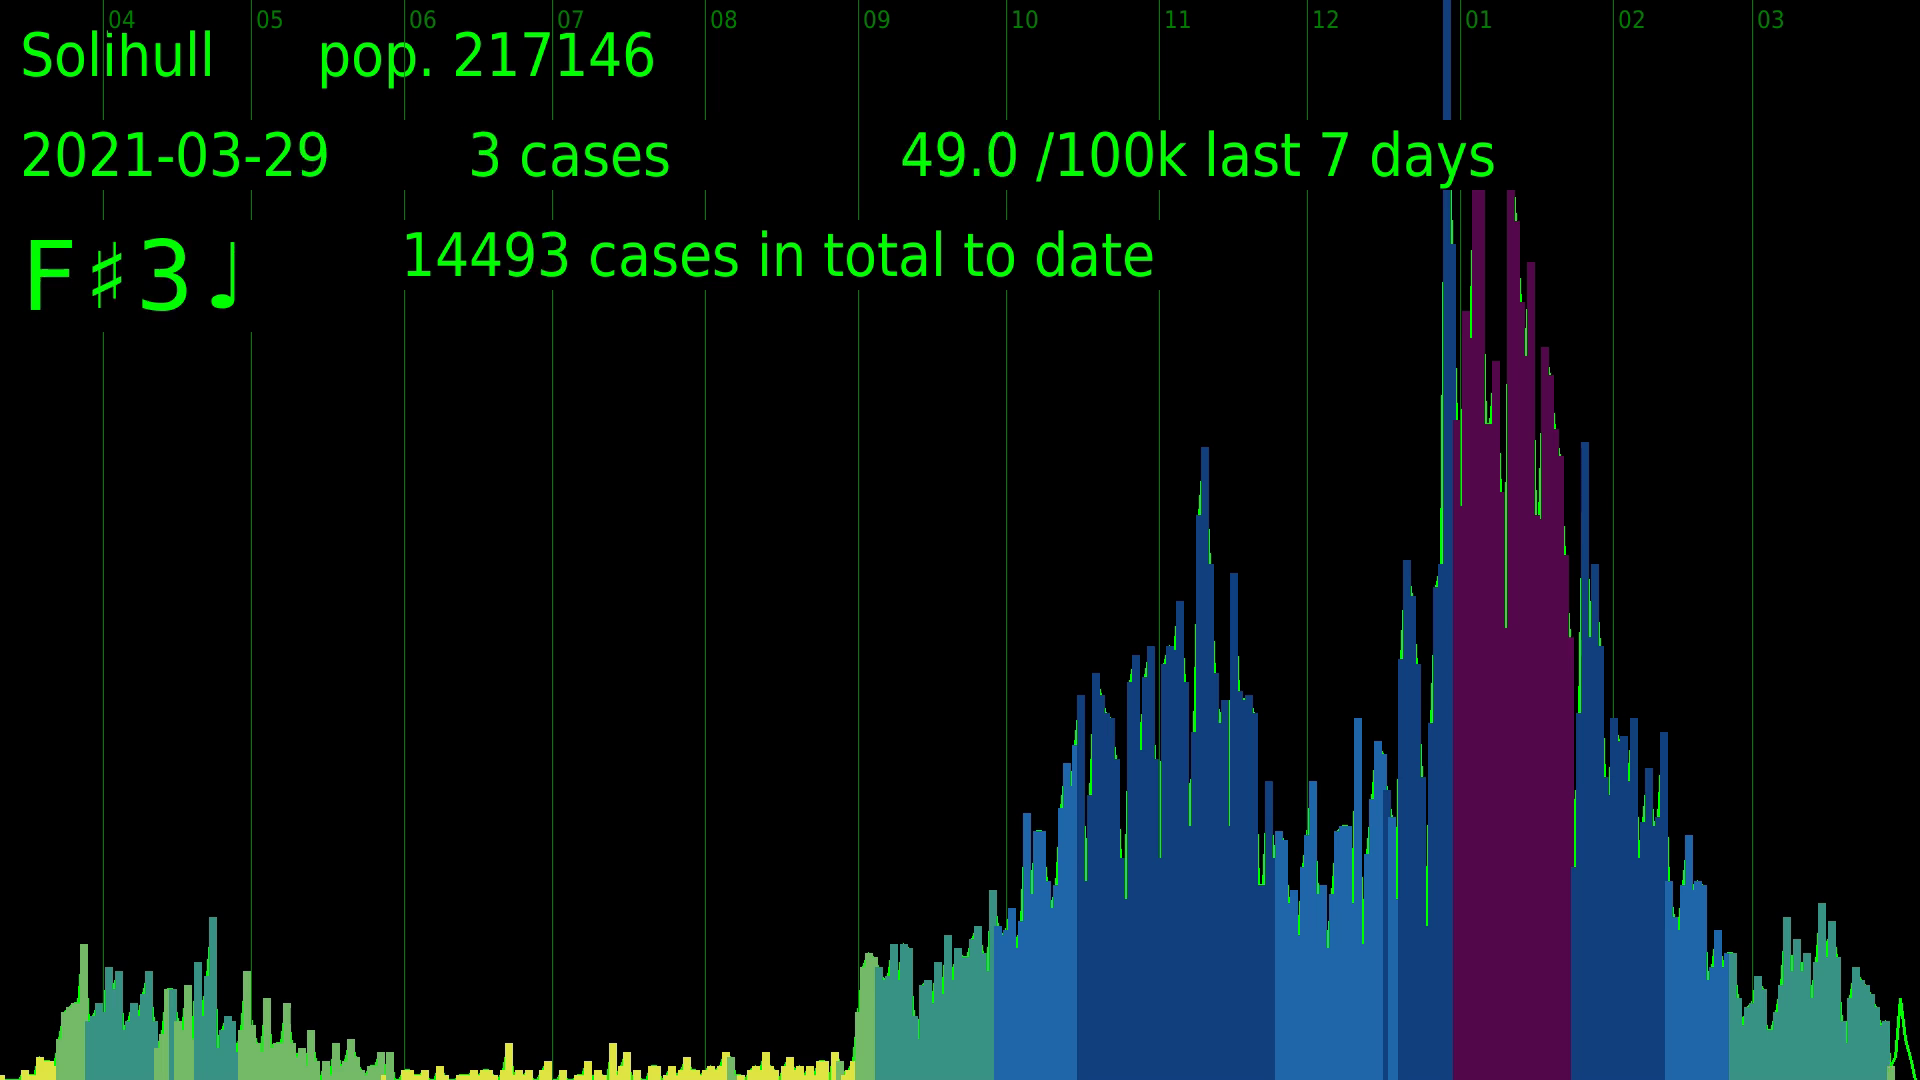 04 05 06 07 08 09 10 11 12 01 02 03
Solihull pop. 217146
2021-03-29 3 cases 49.0 /100k last 7 days
F♯3♩ 14493 cases in total to date